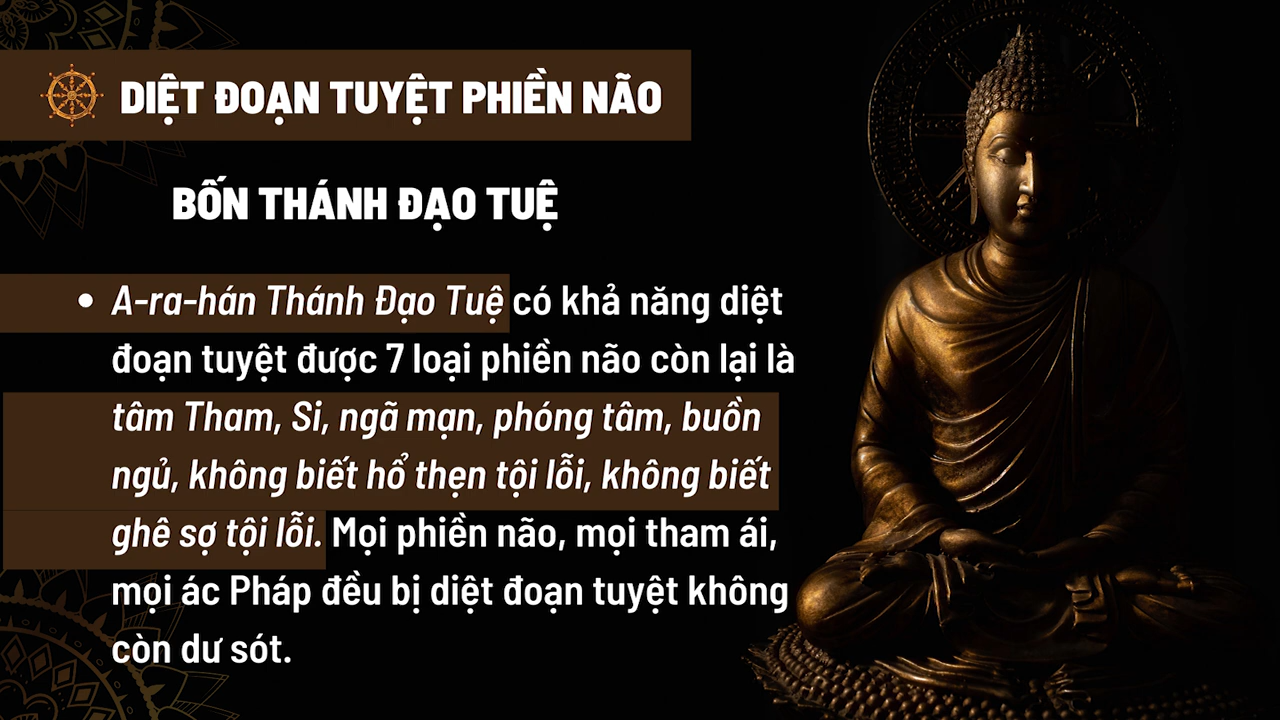 DIỆT ĐOẠN TUYỆT PHIỀN NÃO
BỐN THÁNH ĐẠO TUỆ
• A-ra-hán Thánh Đạo Tuệ có khả năng diệt
đoạn tuyệt được 7 loại phiền não còn lại là
tâm Tham, Si, ngã mạn, phóng tâm, buồn
ngủ, không biết hổ thẹn tội lỗi, không biết
ghê sợ tội lỗi. Mọi phiền não, mọi tham ái,
mọi ác Pháp đều bị diệt đoạn tuyệt không
còn dư sót.